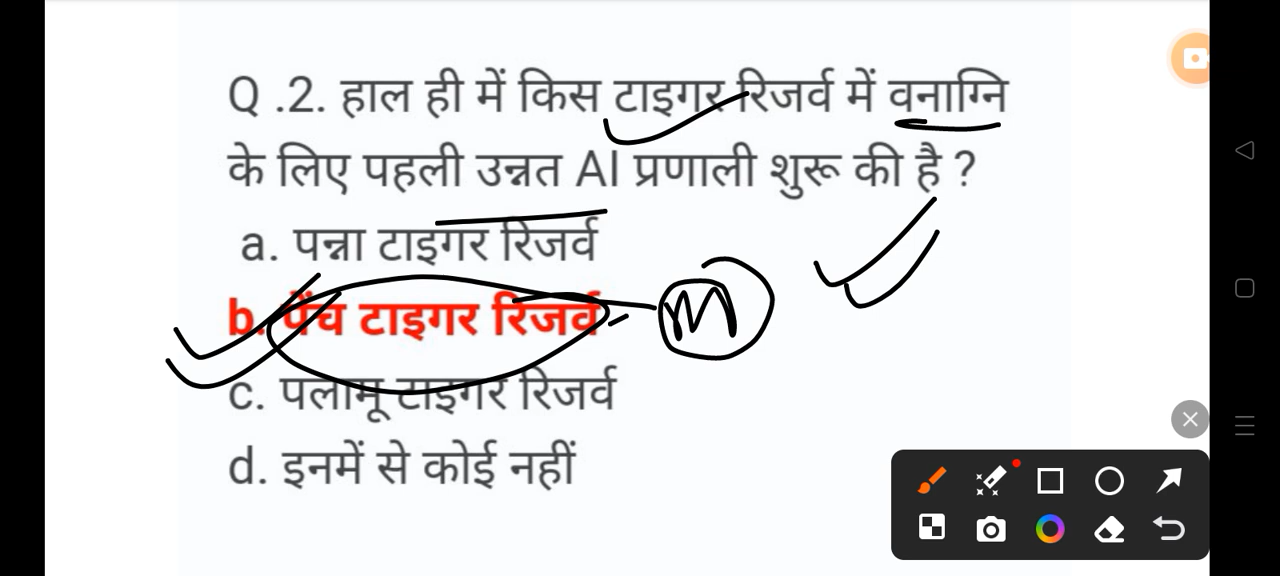 Q .2. हाल ही में किस टाइगर रिजर्व में वनाग्नि
के लिए पहली उन्नत AI प्रणाली शुरू की है ?
a. पन्ना टाइगर रिजर्व
b. पेंच टाइगर रिजर्व
m
c. पलामू टाइगर रिजर्व
d. इनमें से कोई नहीं